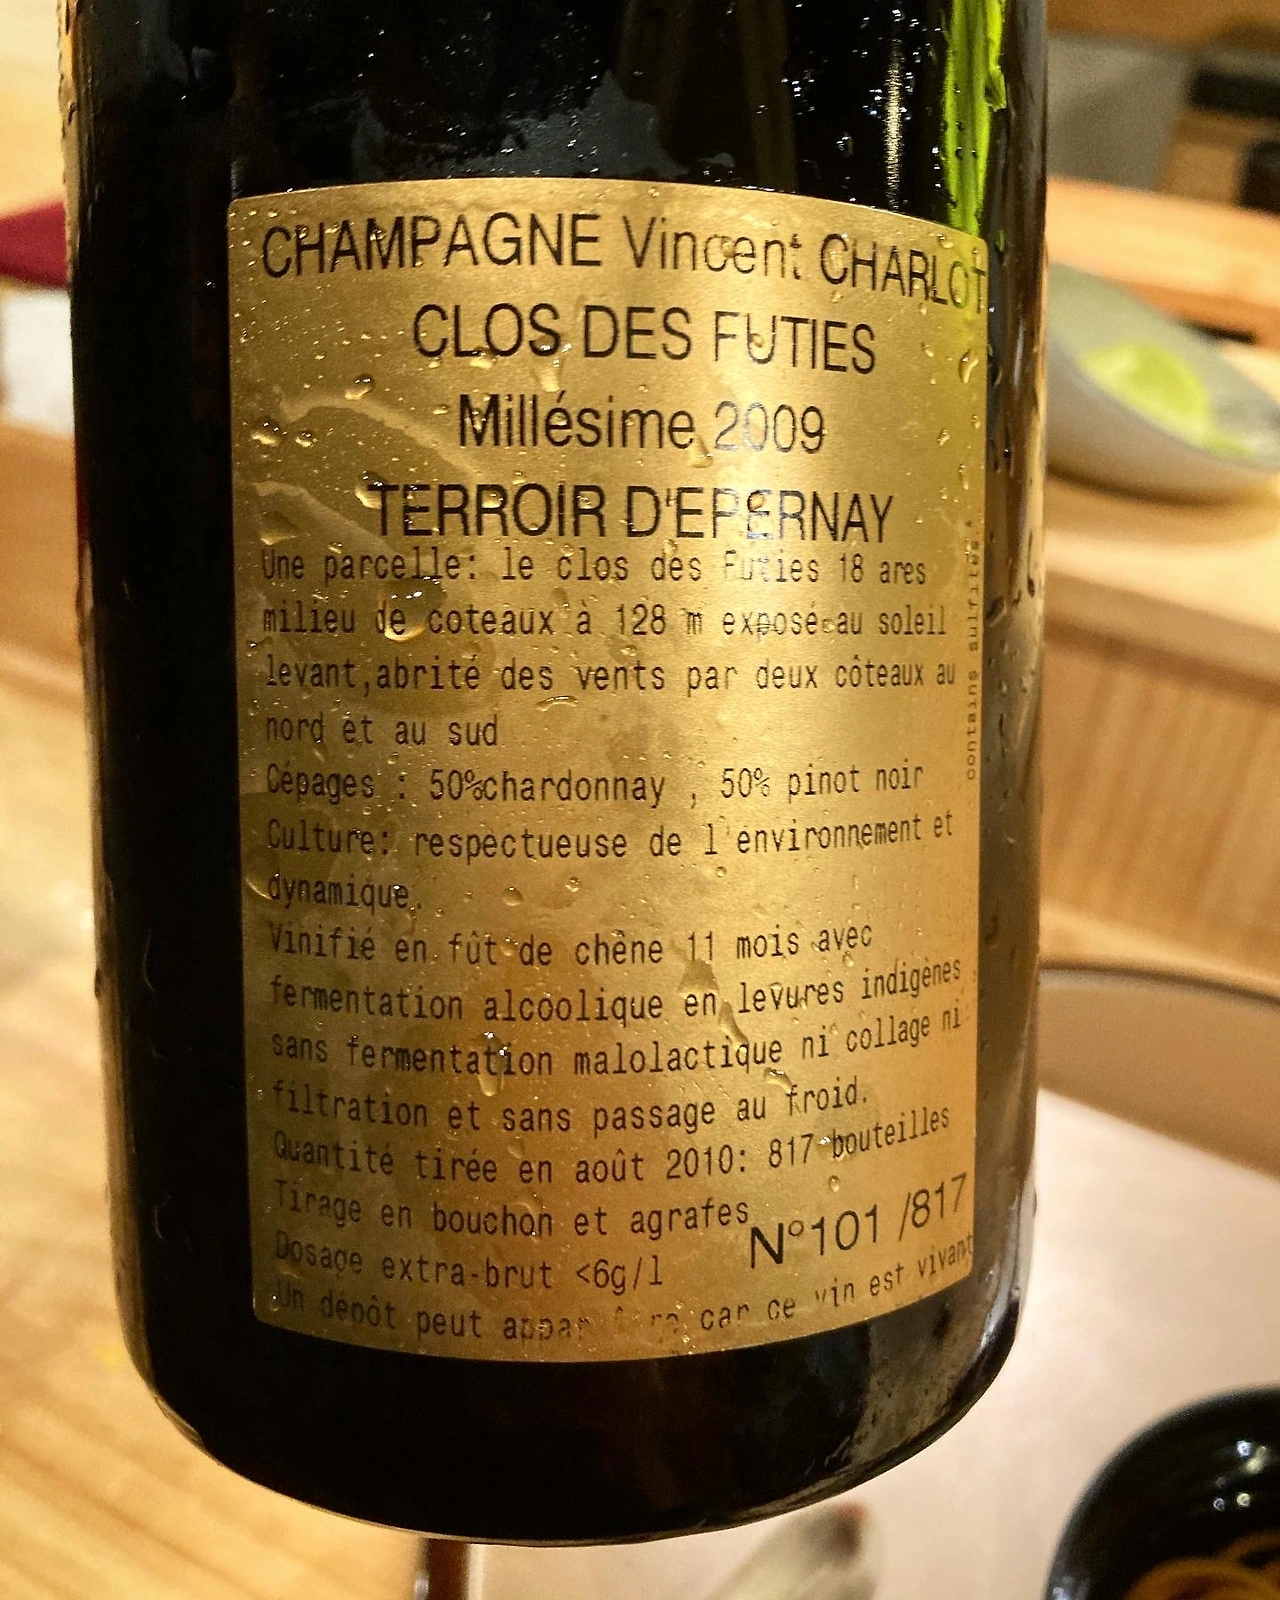 CHAMPAGNE Vincent CHARLOT
CLOS DES FUTIES
Millésime 2009
TERROIR D'EPERNAY
Une parcelle: le clos des Futies 18 ares
milieu de coteaux à 128 m exposé au soleil
levant,abrité des vents par deux côteaux au
nord et au sud
Cépages : 50%chardonnay , 50% pinot noir
Culture: respectueuse de l'environnement et
dynamique.
Vinifié en fût de chêne 11 mois avec
fermentation alcoolique en levures indigènes
sans fermentation malolactique ni collage ni
filtration et sans passage au froid.
Quantité tirée en août 2010: 817 bouteilles
Tirage en bouchon et agrafes
N°101 /817
Dosage extra-brut <6g/l
Un dépôt peut car ce vin est vivant
contains sulfites